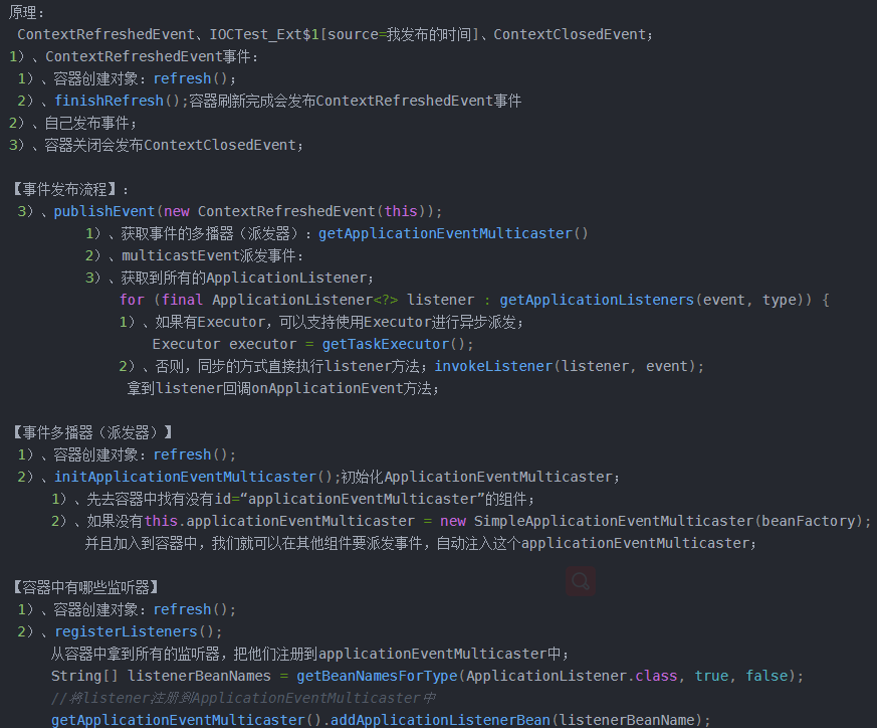 原理:
ContextRefreshedEvent、IOCTest_Ext$1[source=我发布的时间]、ContextClosedEvent;
1)、ContextRefreshedEvent事件:
1)、容器创建对象: refresh();
2)、finishRefresh();容器刷新完成会发布ContextRefreshedEvent事件
2)、自己发布事件;
3)、容器关闭会发布ContextClosedEvent;
【事件发布流程】:
3)、publishEvent(new ContextRefreshedEvent(this));
1)、获取事件的多播器(派发器): getApplicationEventMulticaster()
2)、multicastEvent派发事件:
3)、获取到所有的ApplicationListener;
for (final ApplicationListener<?> listener : getApplicationListeners(event, type)) {
1)、如果有Executor, 可以支持使用Executor进行异步派发;
Executor executor = getTaskExecutor();
2)、否则, 同步的方式直接执行listener方法; invokeListener(listener, event);
拿到listener回调onApplicationEvent方法;
【事件多播器(派发器)】
1)、容器创建对象: refresh();
2)、initApplicationEventMulticaster();初始化ApplicationEventMulticaster;
1)、先去容器中找有没有id=“applicationEventMulticaster”的组件;
2)、如果没有this.applicationEventMulticaster = new SimpleApplicationEventMulticaster(beanFactory);
并且加入到容器中, 我们就可以在其他组件要派发事件, 自动注入这个applicationEventMulticaster;
【容器中有哪些监听器】
1)、容器创建对象: refresh();
2)、registerListeners();
从容器中拿到所有的监听器, 把他们注册到applicationEventMulticaster中;
String[] listenerBeanNames = getBeanNamesForType(ApplicationListener.class, true, false);
//将listener注册到ApplicationEventMulticaster中
getApplicationEventMulticaster().addApplicationListenerBean(listenerBeanName);